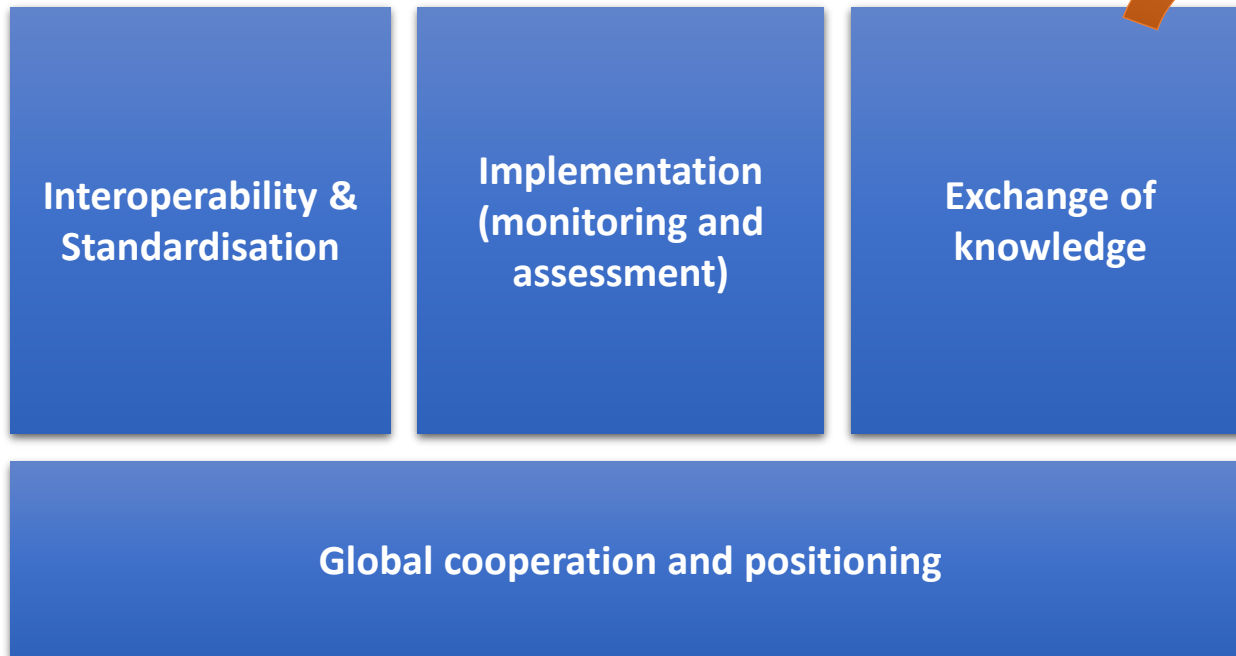 Interoperability &
Standardisation
Implementation
(monitoring and
assessment)
Exchange of
knowledge
Global cooperation and positioning